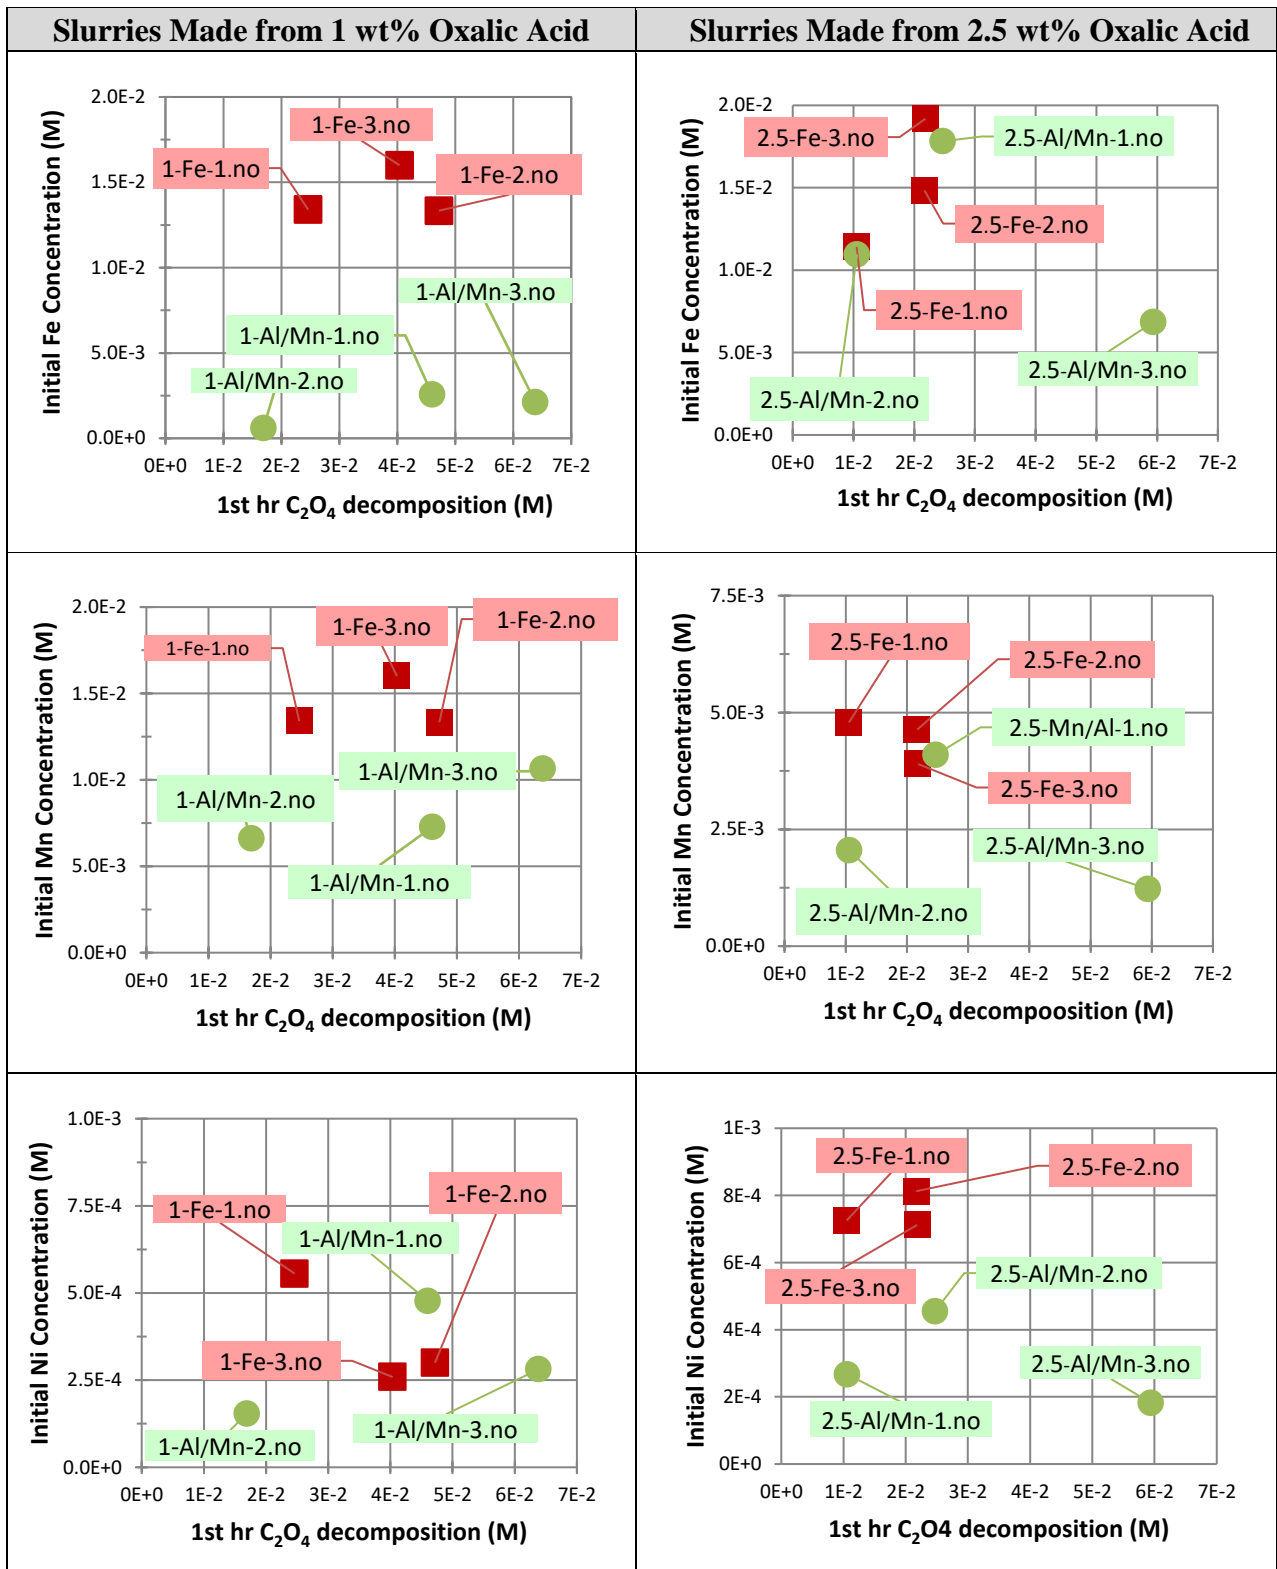 Slurries Made from 1 wt% Oxalic Acid
Slurries Made from 2.5 wt% Oxalic Acid
Initial Fe Concentration (M)
2.0E-2
1.5E-2
1.0E-2
5.0E-3
0.0E+0
1-Fe-3.no
1-Fe-1.no
1-Fe-2.no
1-Al/Mn-3.no
1-Al/Mn-1.no
1-Al/Mn-2.no
0E+0 1E-2 2E-2 3E-2 4E-2 5E-2 6E-2 7E-2
1st hr C₂O₄ decomposition (M)
Initial Fe Concentration (M)
2.0E-2
1.5E-2
1.0E-2
5.0E-3
0.0E+0
2.5-Fe-3.no
2.5-Al/Mn-1.no
2.5-Fe-2.no
2.5-Fe-1.no
2.5-Al/Mn-3.no
2.5-Al/Mn-2.no
0E+0 1E-2 2E-2 3E-2 4E-2 5E-2 6E-2 7E-2
1st hr C₂O₄ decomposition (M)
Initial Mn Concentration (M)
2.0E-2
1.5E-2
1.0E-2
5.0E-3
0.0E+0
1-Fe-3.no
1-Fe-2.no
1-Fe-1.no
1-Al/Mn-3.no
1-Al/Mn-2.no
1-Al/Mn-1.no
0E+0 1E-2 2E-2 3E-2 4E-2 5E-2 6E-2 7E-2
1st hr C₂O₄ decomposition (M)
Initial Mn Concentration (M)
7.5E-3
5.0E-3
2.5E-3
0.0E+0
2.5-Fe-1.no
2.5-Fe-2.no
2.5-Mn/Al-1.no
2.5-Fe-3.no
2.5-Al/Mn-3.no
2.5-Al/Mn-2.no
0E+0 1E-2 2E-2 3E-2 4E-2 5E-2 6E-2 7E-2
1st hr C₂O₄ decompoosition (M)
Initial Ni Concentration (M)
1.0E-3
7.5E-4
5.0E-4
2.5E-4
0.0E+0
1-Fe-2.no
1-Fe-1.no
1-Al/Mn-1.no
1-Fe-3.no
1-Al/Mn-3.no
1-Al/Mn-2.no
0E+0 1E-2 2E-2 3E-2 4E-2 5E-2 6E-2 7E-2
1st hr C₂O₄ decomposition (M)
Initial Ni Concentration (M)
1E-3
8E-4
6E-4
4E-4
2E-4
0E+0
2.5-Fe-1.no
2.5-Fe-2.no
2.5-Fe-3.no
2.5-Al/Mn-2.no
2.5-Al/Mn-3.no
2.5-Al/Mn-1.no
0E+0 1E-2 2E-2 3E-2 4E-2 5E-2 6E-2 7E-2
1st hr C₂O4 decomposition (M)